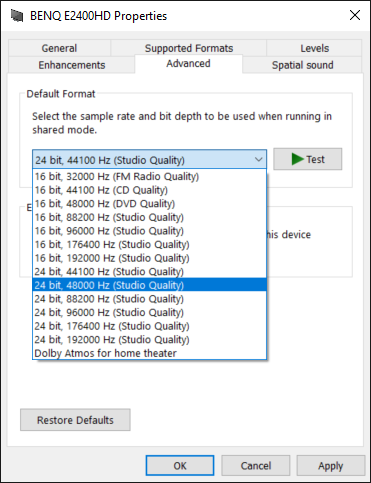 BENQ E2400HD Properties
General
Supported Formats
Levels
Enhancements
Advanced
Spatial sound
Default Format
Select the sample rate and bit depth to be used when running in
shared mode.
24 bit, 44100 Hz (Studio Quality)
Test
16 bit, 32000 Hz (FM Radio Quality)
16 bit, 44100 Hz (CD Quality)
16 bit, 48000 Hz (DVD Quality)
16 bit, 88200 Hz (Studio Quality)
16 bit, 96000 Hz (Studio Quality)
16 bit, 176400 Hz (Studio Quality)
16 bit, 192000 Hz (Studio Quality)
24 bit, 44100 Hz (Studio Quality)
24 bit, 48000 Hz (Studio Quality)
24 bit, 88200 Hz (Studio Quality)
24 bit, 96000 Hz (Studio Quality)
24 bit, 176400 Hz (Studio Quality)
24 bit, 192000 Hz (Studio Quality)
Dolby Atmos for home theater
E
his device
Restore Defaults
OK
Cancel
Apply